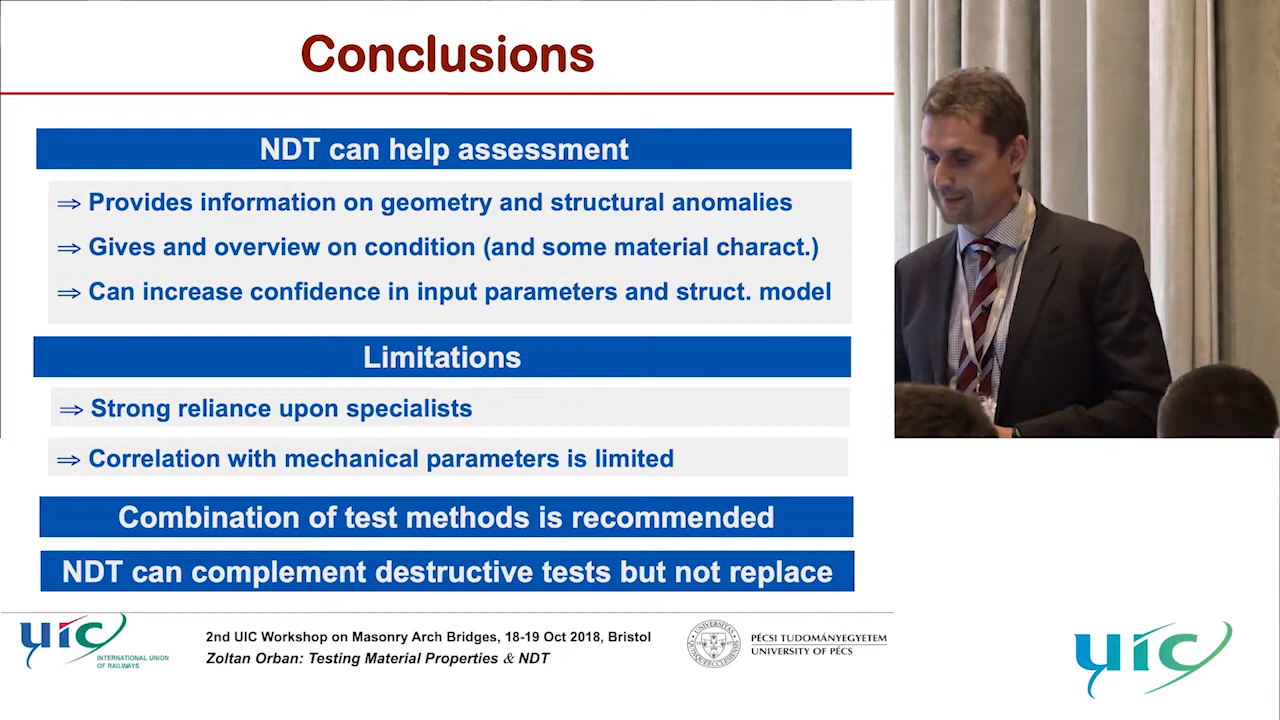 Conclusions
NDT can help assessment
⇒ Provides information on geometry and structural anomalies
⇒ Gives and overview on condition (and some material charact.)
⇒ Can increase confidence in input parameters and struct. model
Limitations
⇒ Strong reliance upon specialists
⇒ Correlation with mechanical parameters is limited
Combination of test methods is recommended
NDT can complement destructive tests but not replace
uic
INTERNATIONAL UNION
OF RAILWAYS
2nd UIC Workshop on Masonry Arch Bridges, 18-19 Oct 2018, Bristol
Zoltan Orban: Testing Material Properties & NDT
PÉCSI TUDOMÁNYEGYETEM
UNIVERSITY OF PÉCS
uic